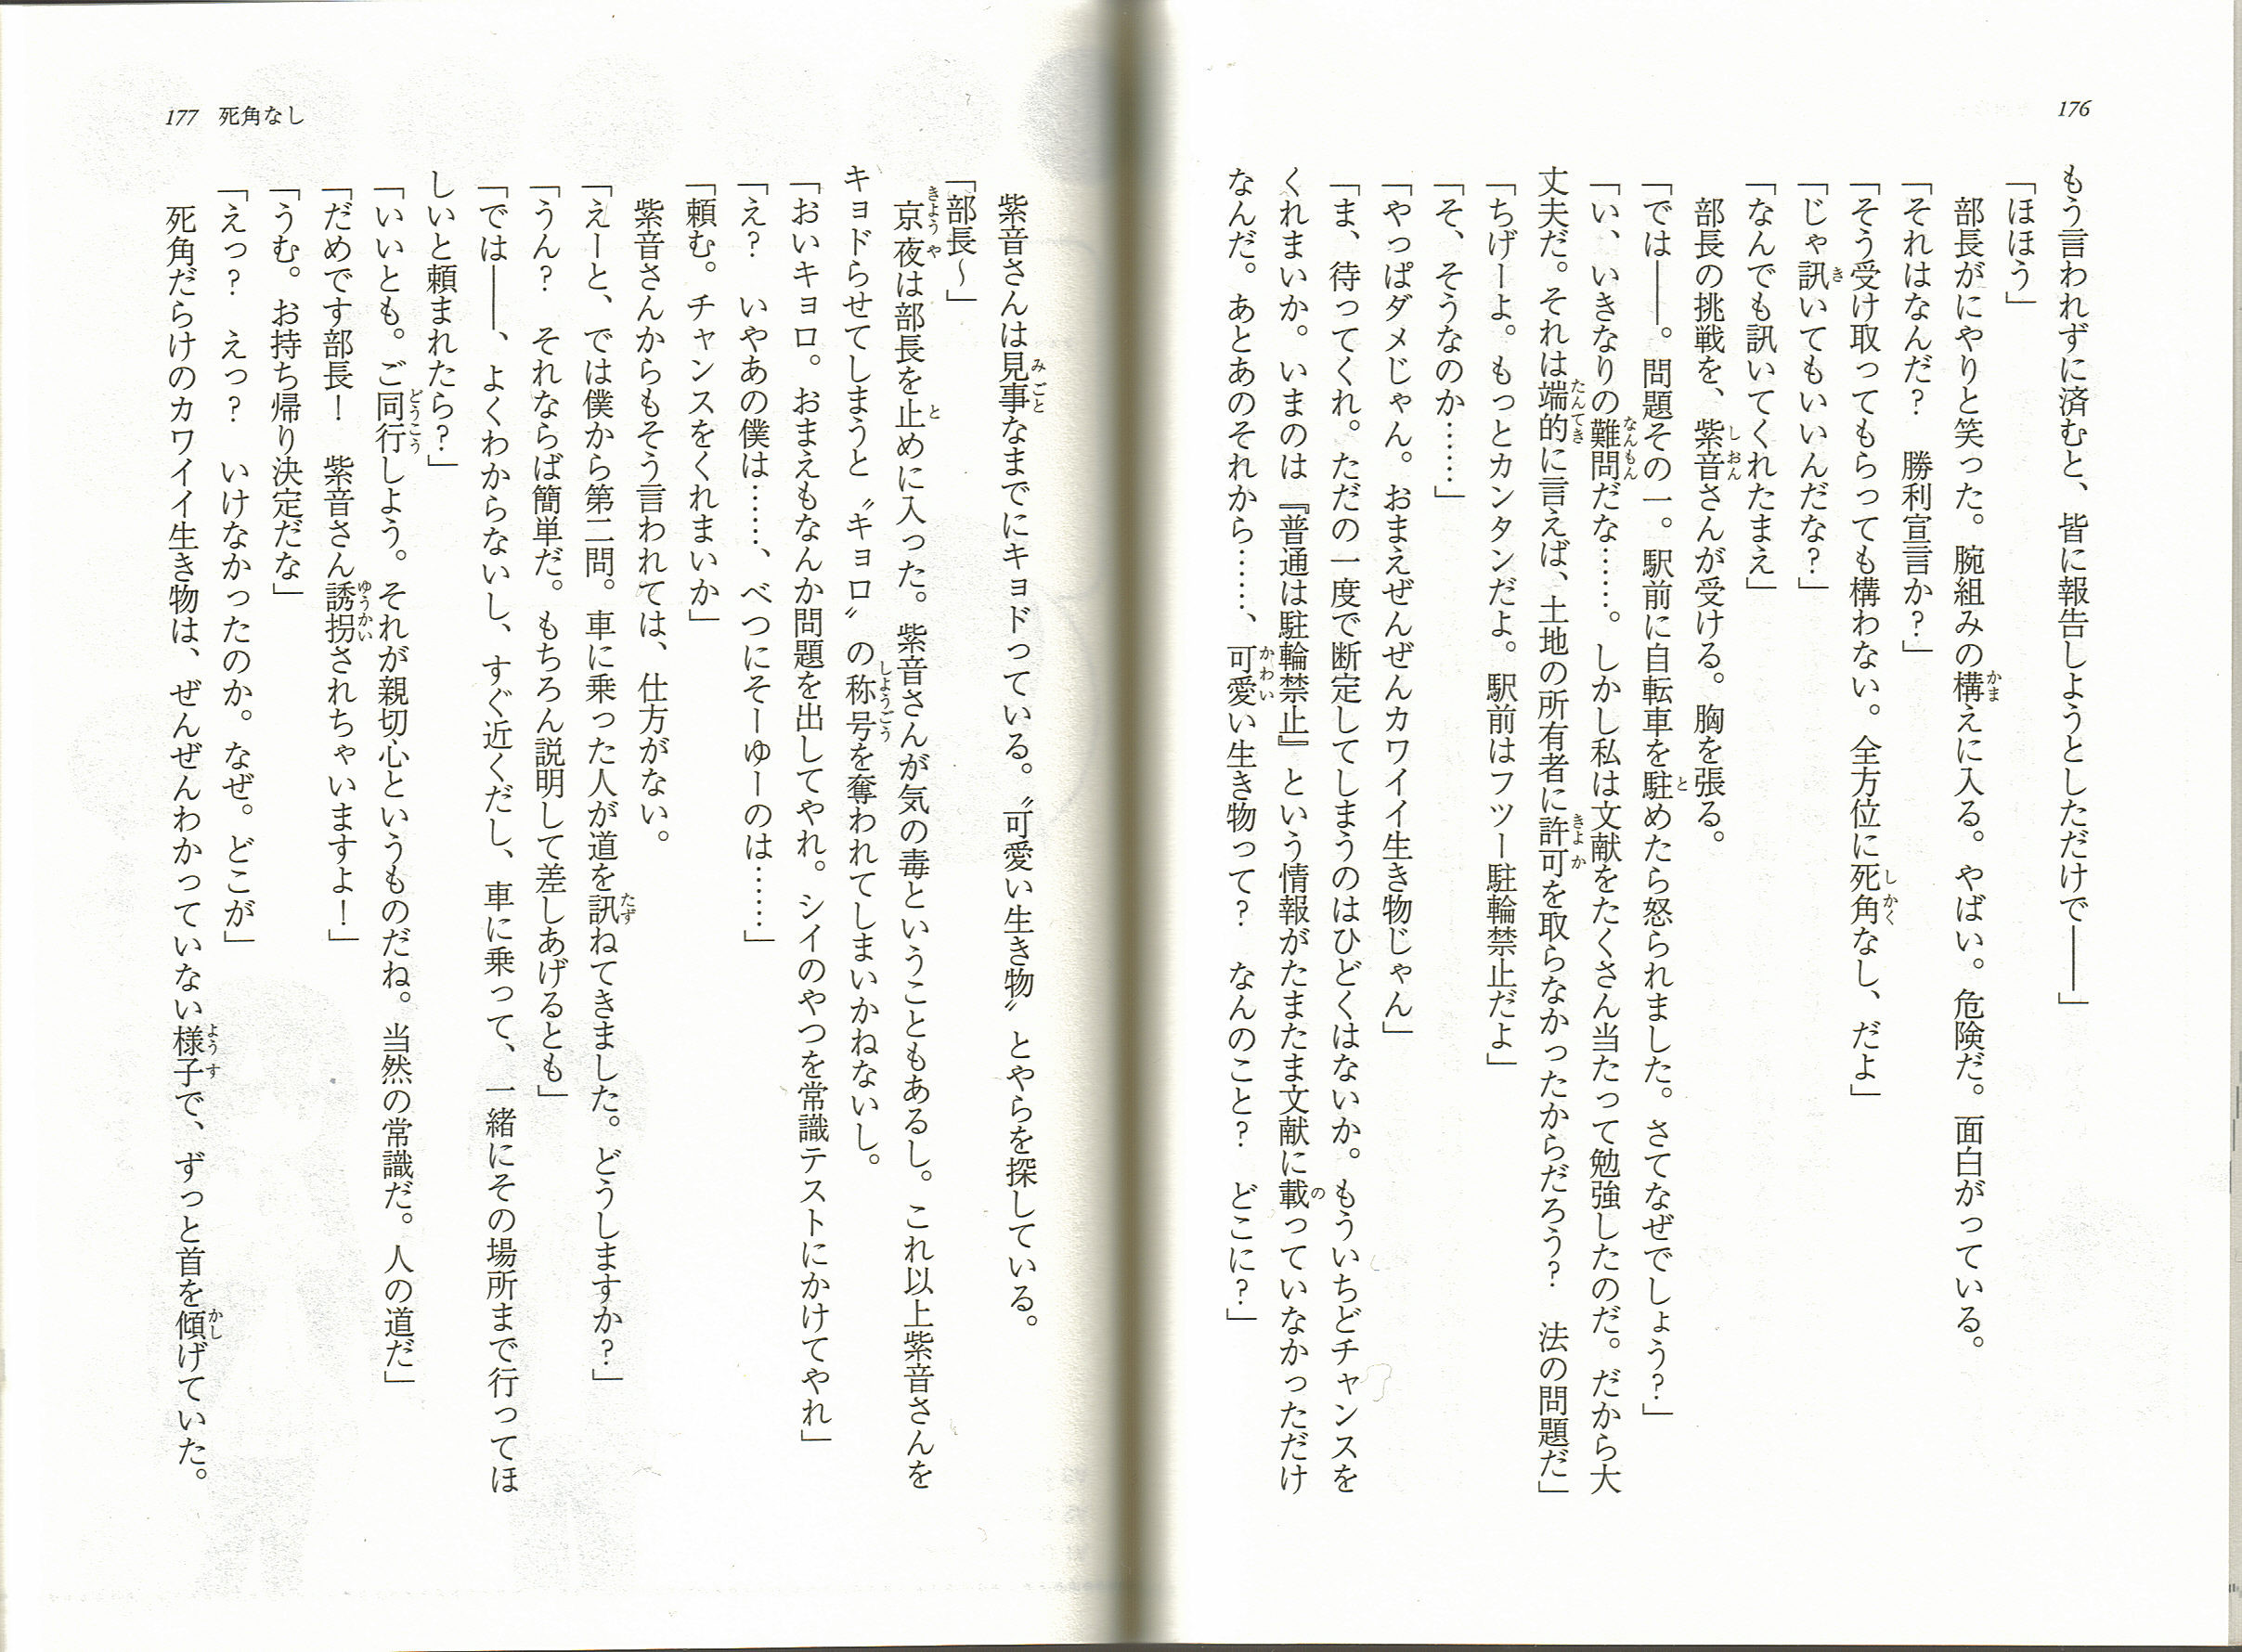 176
もう言われずに済むと、皆に報告しようとしただけで――」
「ほほう」
部長がにやりと笑った。腕組みの構えに入る。やばい。危険だ。面白がっている。
「それはなんだ？　勝利宣言か？」
「そう受け取ってもらっても構わない。全方位に死角なし、だよ」
「じゃ訊いてもいいんだな？」
「なんでも訊いてくれたまえ」
部長の挑戦を、紫音さんが受ける。胸を張る。
「では――。問題その一。駅前に自転車を駐めたら怒られました。さてなぜでしょう？」
「い、いきなりの難問だな……。しかし私は文献をたくさん当たって勉強したのだ。だから大
丈夫だ。それは端的に言えば、土地の所有者に許可を取らなかったからだろう？　法の問題だ」
「ちげーよ。もっとカンタンだよ。駅前はフツー駐輪禁止だよ」
「そ、そうなのか……」
「やっぱダメじゃん。おまえぜんぜんカワイイ生き物じゃん」
「ま、待ってくれ。ただの一度で断定してしまうのはひどくはないか。もういちどチャンスを
くれまいか。いまのは『普通は駐輪禁止』という情報がたまたま文献に載っていなかっただけ
なんだ。あとあのそれから……、可愛い生き物って？　なんのこと？　どこに？」
177　死角なし
紫音さんは見事なまでにキョドっている。〝可愛い生き物〟とやらを探している。
「部長〜」
京夜は部長を止めに入った。紫音さんが気の毒ということもあるし。これ以上紫音さんを
キョドらせてしまうと〝キョロ〟の称号を奪われてしまいかねないし。
「おいキョロ。おまえもなんか問題を出してやれ。シイのやつを常識テストにかけてやれ」
「え？　いやあの僕は……、べつにそーゆーのは……」
「頼む。チャンスをくれまいか」
紫音さんからもそう言われては、仕方がない。
「えーと、では僕から第二問。車に乗った人が道を訊ねてきました。どうしますか？」
「うん？　それならば簡単だ。もちろん説明して差しあげるとも」
「では――、よくわからないし、すぐ近くだし、車に乗って、一緒にその場所まで行ってほ
しいと頼まれたら？」
「いいとも。ご同行しよう。それが親切心というものだね。当然の常識だ。人の道だ」
「だめです部長！　紫音さん誘拐されちゃいますよ！」
「うむ。お持ち帰り決定だな」
「えっ？　えっ？　いけなかったのか。なぜ。どこが」
死角だらけのカワイイ生き物は、ぜんぜんわかっていない様子で、ずっと首を傾げていた。